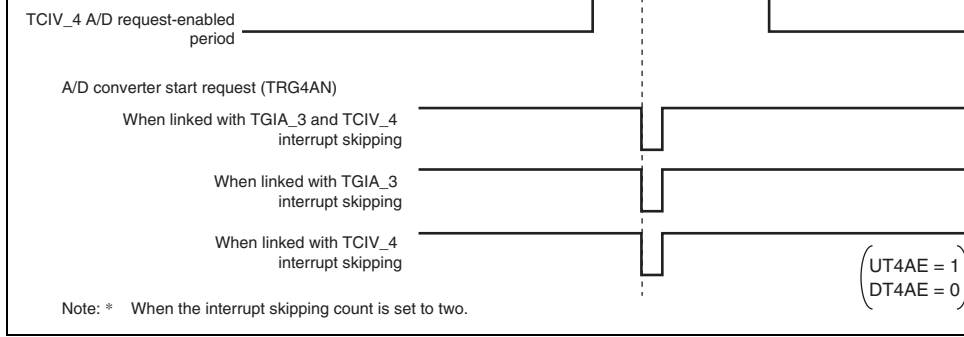 TCIV_4 A/D request-enabled
period
A/D converter start request (TRG4AN)
When linked with TGIA_3 and TCIV_4
interrupt skipping
When linked with TGIA_3
interrupt skipping
When linked with TCIV_4
interrupt skipping
UT4AE = 1
DT4AE = 0
Note: * When the interrupt skipping count is set to two.